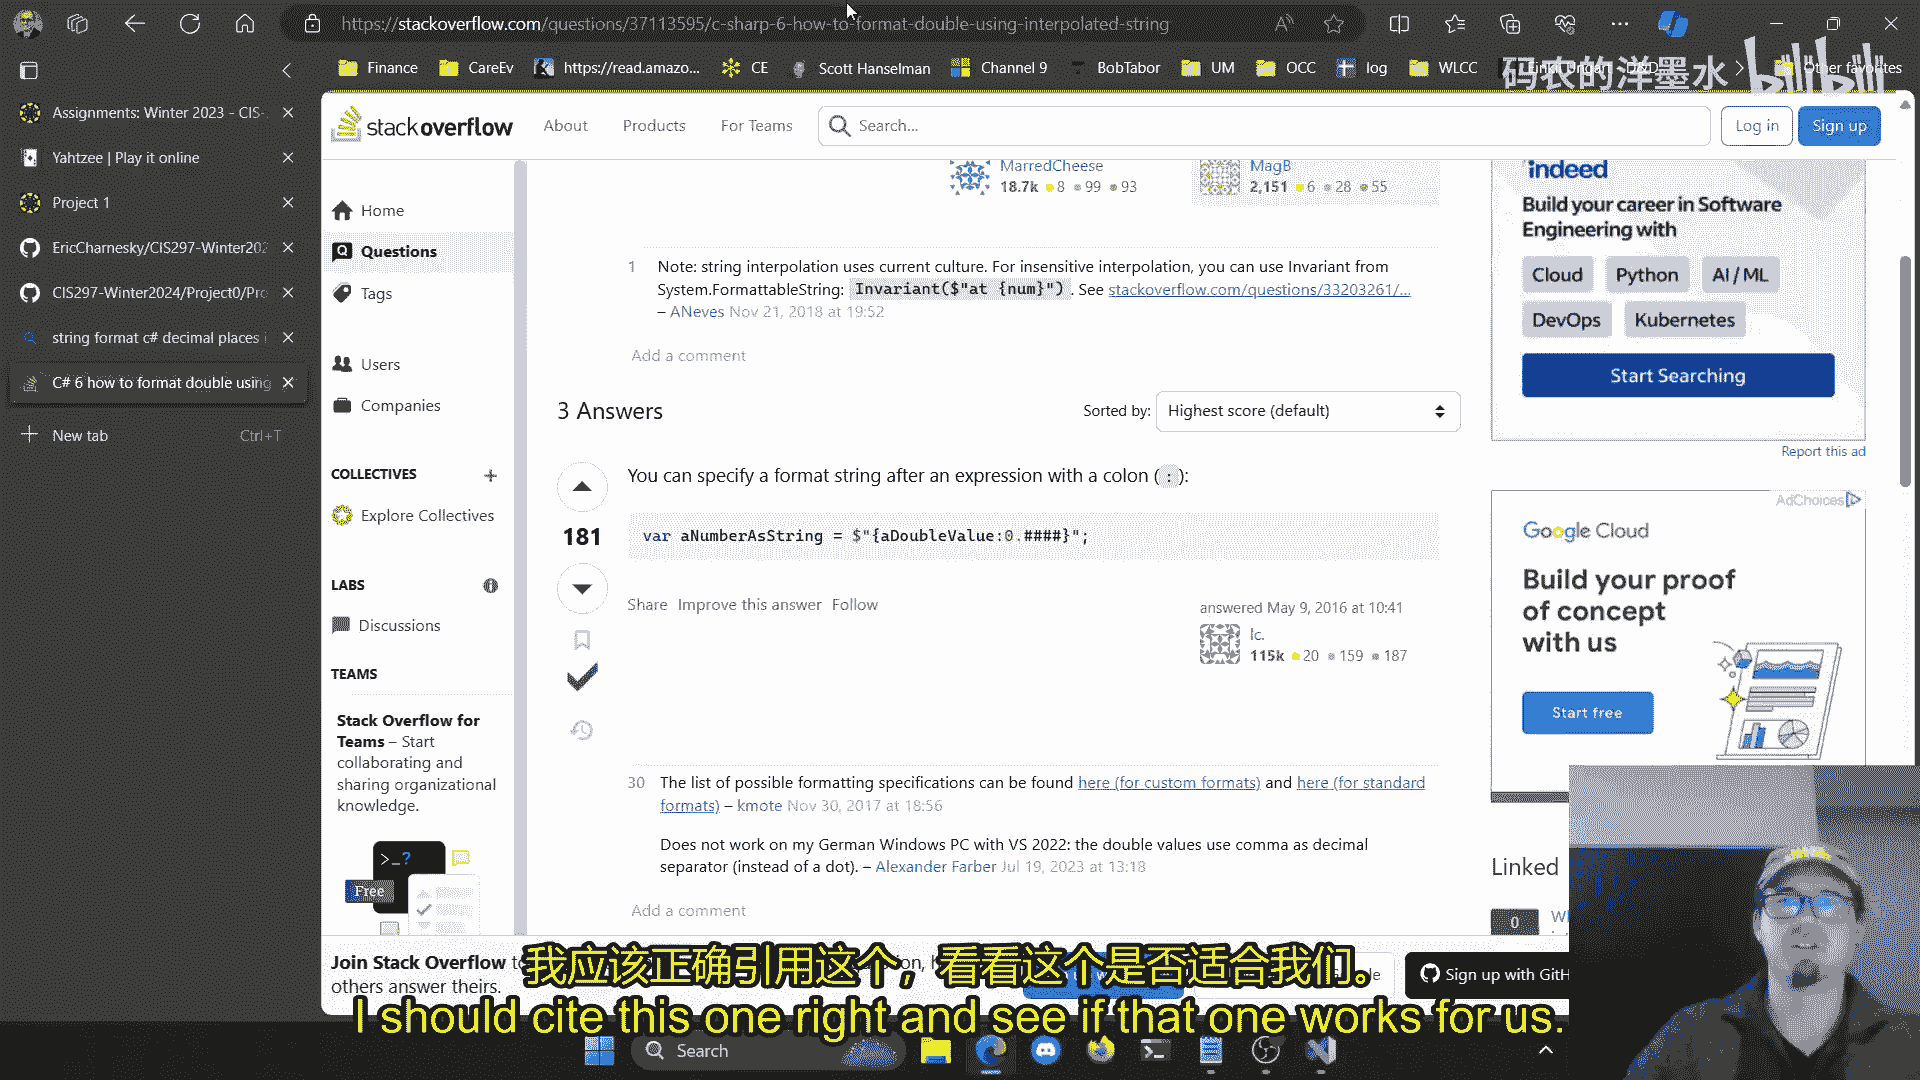 https://stackoverflow.com/questions/37113595/c-sharp-6-how-to-format-double-using-interpolated-string
Finance
CareEv
https://read.amazo...
CE
Scott Hanselman
Channel 9
BobTabor
UM
OCC
log
WLCC
Other favorites
码农的洋墨水 bilibili
Assignments: Winter 2023 - CIS-
Yahtzee | Play it online
Project 1
EricCharnesky/CIS297-Winter202
CIS297-Winter2024/Project0/Pro
string format c# decimal places i
C# 6 how to format double using
New tab Ctrl+T
stackoverflow
About
Products
For Teams
Search...
Log in
Sign up
Home
Questions
Tags
Users
Companies
COLLECTIVES
Explore Collectives
LABS
Discussions
TEAMS
Stack Overflow for
Teams – Start
collaborating and
sharing organizational
knowledge.
>_?
Free
MarredCheese
18.7k 8 99 93
MagB
2,151 6 28 55
1 Note: string interpolation uses current culture. For insensitive interpolation, you can use Invariant from
System.FormattableString: Invariant($"at {num}") . See stackoverflow.com/questions/33203261/...
– ANeves Nov 21, 2018 at 19:52
Add a comment
3 Answers
Sorted by: Highest score (default)
You can specify a format string after an expression with a colon ( : ):
181
var aNumberAsString = $"{aDoubleValue:0.####}";
Share Improve this answer Follow
answered May 9, 2016 at 10:41
lc.
115k 20 159 187
30 The list of possible formatting specifications can be found here (for custom formats) and here (for standard
formats) – kmote Nov 30, 2017 at 18:56
Does not work on my German Windows PC with VS 2022: the double values use comma as decimal
separator (instead of a dot). – Alexander Farber Jul 19, 2023 at 13:18
Add a comment
indeed
Build your career in Software
Engineering with
Cloud
Python
AI / ML
DevOps
Kubernetes
Start Searching
Report this ad
AdChoices
Google Cloud
Build your proof
of concept
with us
Start free
Linked
0
Join Stack Overflow
others answer theirs.
Sign up with GitH
我应该正确引用这个，看看这个是否适合我们。
I should cite this one right and see if that one works for us.
Search